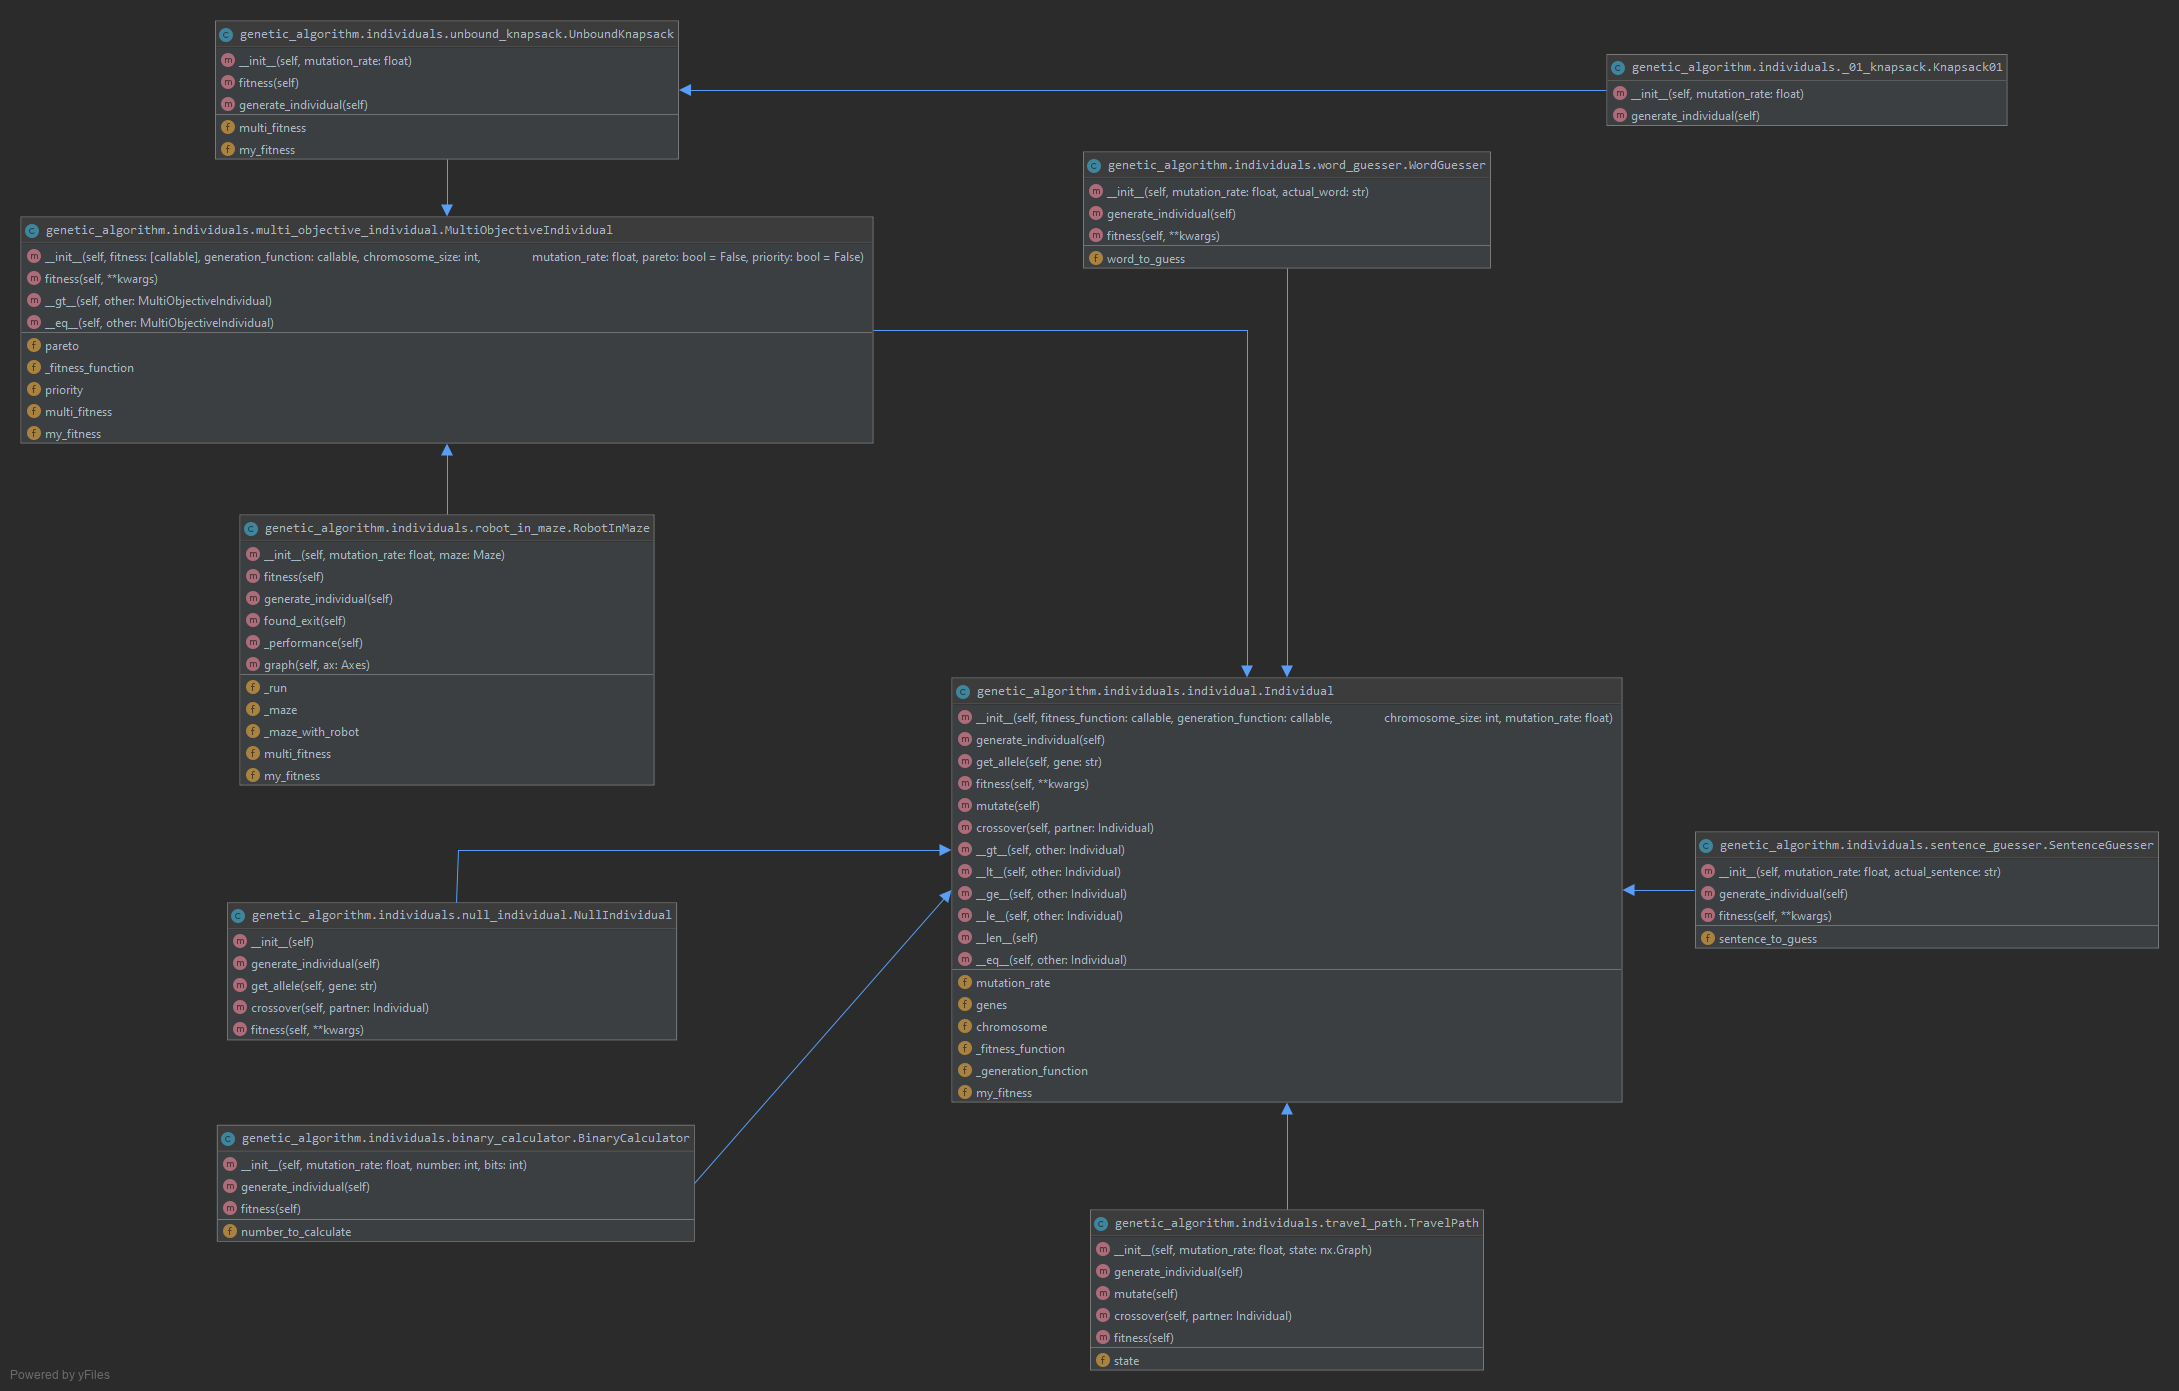 genetic_algorithm.individuals.unbound_knapsack.UnboundKnapsack
__init__(self, mutation_rate: float)
fitness(self)
generate_individual(self)
multi_fitness
my_fitness
genetic_algorithm.individuals._01_knapsack.Knapsack01
__init__(self, mutation_rate: float)
generate_individual(self)
genetic_algorithm.individuals.word_guesser.WordGuesser
__init__(self, mutation_rate: float, actual_word: str)
generate_individual(self)
fitness(self, **kwargs)
word_to_guess
genetic_algorithm.individuals.multi_objective_individual.MultiObjectiveIndividual
__init__(self, fitness: [callable], generation_function: callable, chromosome_size: int, mutation_rate: float, pareto: bool = False, priority: bool = False)
fitness(self, **kwargs)
__gt__(self, other: MultiObjectiveIndividual)
__eq__(self, other: MultiObjectiveIndividual)
pareto
_fitness_function
priority
multi_fitness
my_fitness
genetic_algorithm.individuals.robot_in_maze.RobotInMaze
__init__(self, mutation_rate: float, maze: Maze)
fitness(self)
generate_individual(self)
found_exit(self)
_performance(self)
graph(self, ax: Axes)
_run
_maze
_maze_with_robot
multi_fitness
my_fitness
genetic_algorithm.individuals.individual.Individual
__init__(self, fitness_function: callable, generation_function: callable, chromosome_size: int, mutation_rate: float)
generate_individual(self)
get_allele(self, gene: str)
fitness(self, **kwargs)
mutate(self)
crossover(self, partner: Individual)
__gt__(self, other: Individual)
__lt__(self, other: Individual)
__ge__(self, other: Individual)
__le__(self, other: Individual)
__len__(self)
__eq__(self, other: Individual)
mutation_rate
genes
chromosome
_fitness_function
_generation_function
my_fitness
genetic_algorithm.individuals.sentence_guesser.SentenceGuesser
__init__(self, mutation_rate: float, actual_sentence: str)
generate_individual(self)
fitness(self, **kwargs)
sentence_to_guess
genetic_algorithm.individuals.null_individual.NullIndividual
__init__(self)
generate_individual(self)
get_allele(self, gene: str)
crossover(self, partner: Individual)
fitness(self, **kwargs)
genetic_algorithm.individuals.binary_calculator.BinaryCalculator
__init__(self, mutation_rate: float, number: int, bits: int)
generate_individual(self)
fitness(self)
number_to_calculate
genetic_algorithm.individuals.travel_path.TravelPath
__init__(self, mutation_rate: float, state: nx.Graph)
generate_individual(self)
mutate(self)
crossover(self, partner: Individual)
fitness(self)
state
Powered by yFiles